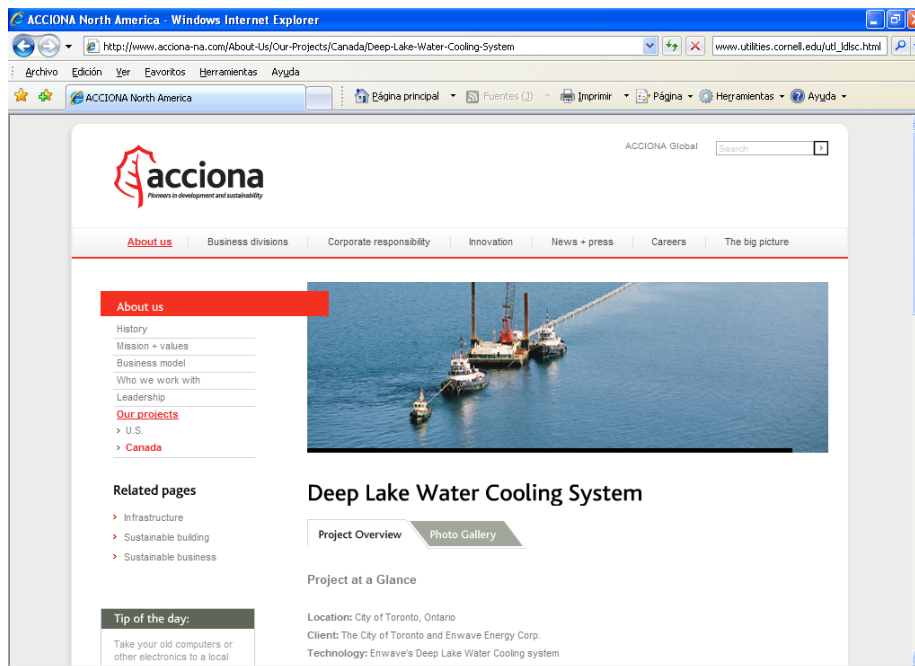 ACCIONA North America - Windows Internet Explorer
http://www.acciona-na.com/About-Us/Our-Projects/Canada/Deep-Lake-Water-Cooling-System
www.utilities.cornell.edu/utl_ldlsc.html
Archivo Edición Ver Favoritos Herramientas Ayuda
ACCIONA North America
Página principal Fuentes (J) Imprimir Página Herramientas Ayuda
ACCIONA Global Search
acciona
Pioneers in development and sustainability
About us Business divisions Corporate responsibility Innovation News + press Careers The big picture
About us
History
Mission + values
Business model
Who we work with
Leadership
Our projects
> U.S.
> Canada
Related pages
> Infrastructure
> Sustainable building
> Sustainable business
Tip of the day:
Take your old computers or
other electronics to a local
Deep Lake Water Cooling System
Project Overview Photo Gallery
Project at a Glance
Location: City of Toronto, Ontario
Client: The City of Toronto and Enwave Energy Corp.
Technology: Enwave's Deep Lake Water Cooling system